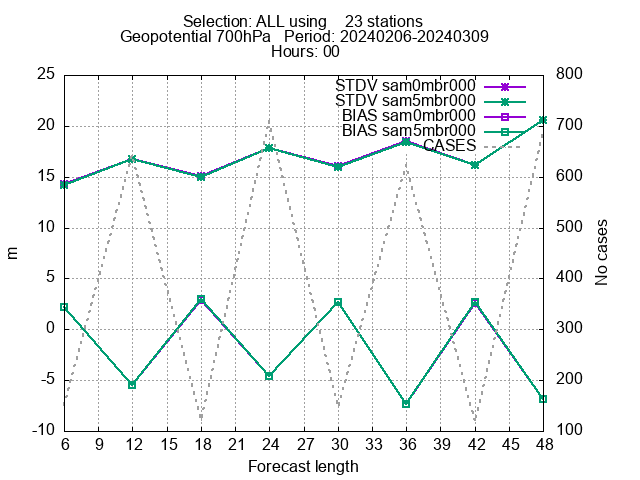 Selection: ALL using    23 stations
Geopotential 700hPa   Period: 20240206-20240309
Hours: 00
25
20
15
10
5
0
-5
-10
m
STDV sam0mbr000
STDV sam5mbr000
BIAS sam0mbr000
BIAS sam5mbr000
CASES
800
700
600
500
400
300
200
100
No cases
6 9 12 15 18 21 24 27 30 33 36 39 42 45 48
Forecast length